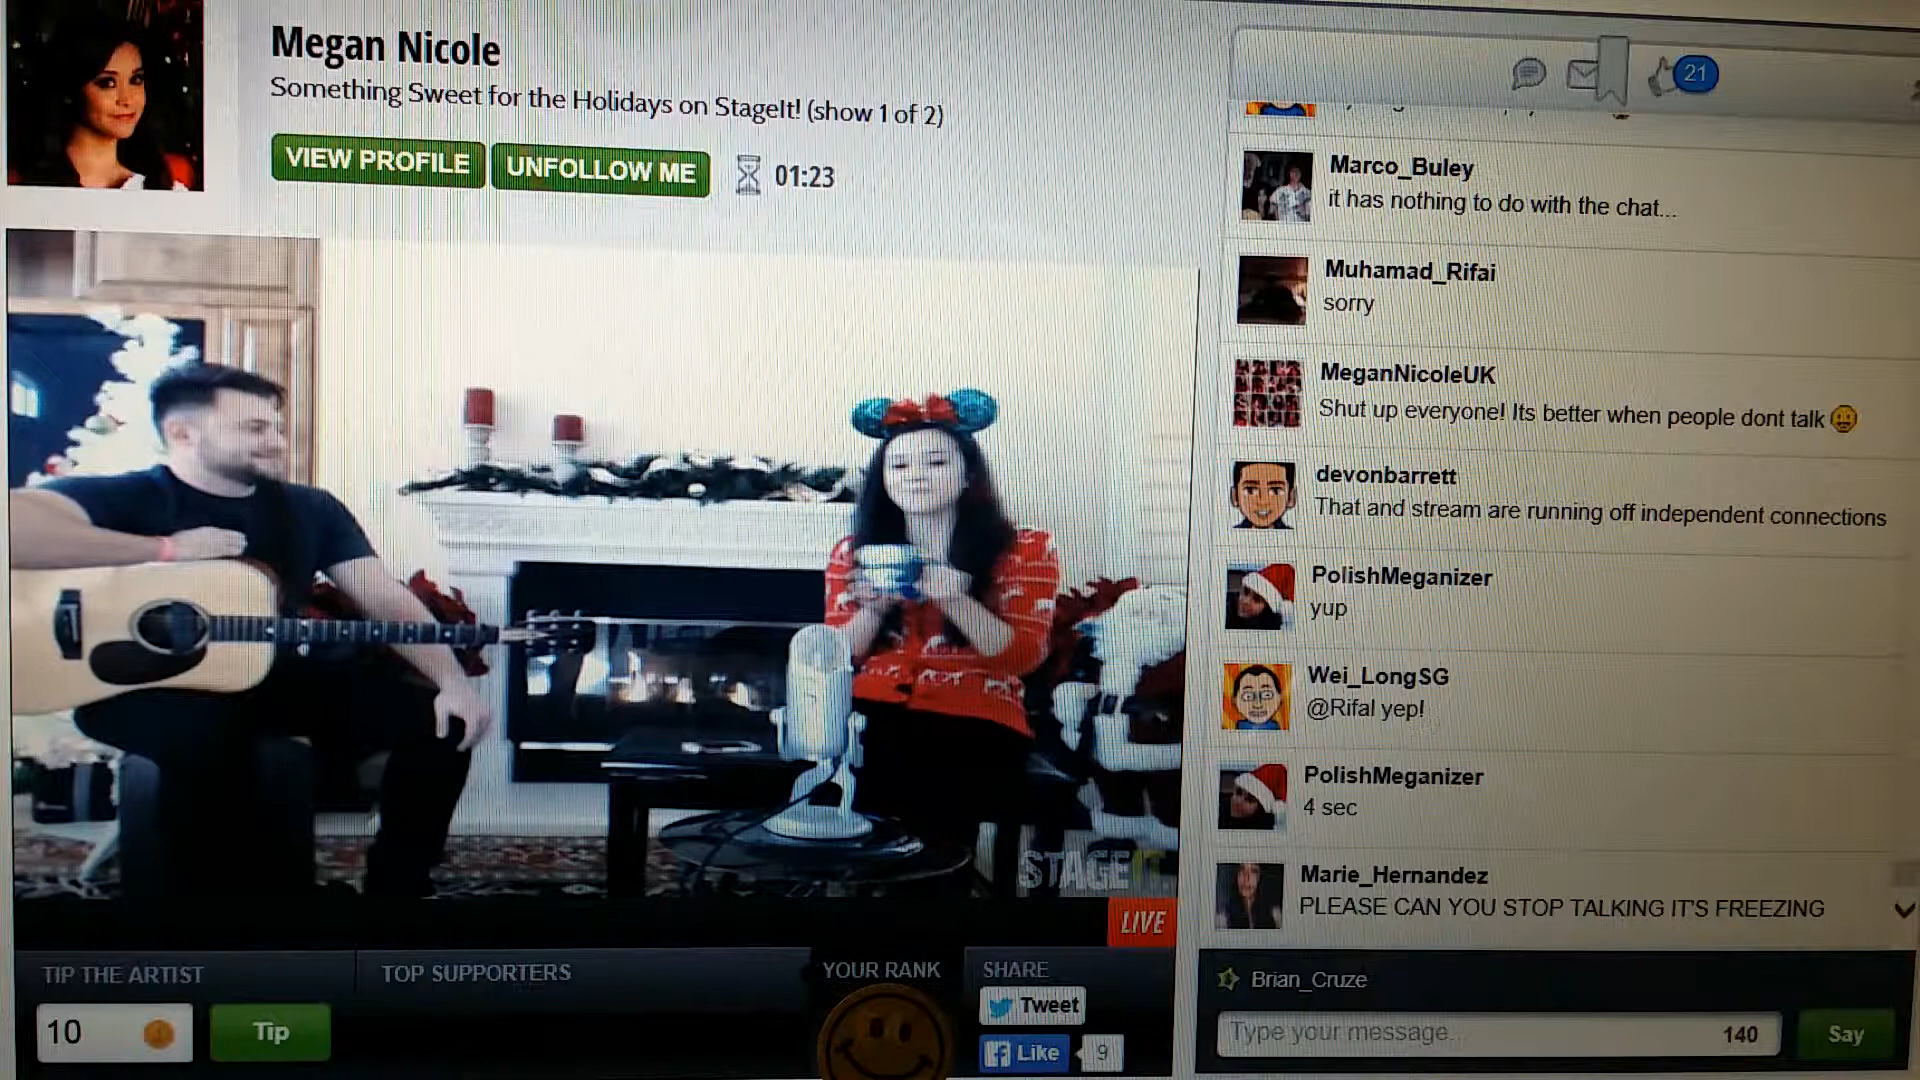 Megan Nicole
Something Sweet for the Holidays on StageIt! (show 1 of 2)
VIEW PROFILE
UNFOLLOW ME
01:23
21
Marco_Buley
it has nothing to do with the chat...
Muhamad_Rifai
sorry
MeganNicoleUK
Shut up everyone! Its better when people dont talk
devonbarrett
That and stream are running off independent connections
PolishMeganizer
yup
Wei_LongSG
@Rifal yep!
PolishMeganizer
4 sec
Marie_Hernandez
PLEASE CAN YOU STOP TALKING IT'S FREEZING
STAGEIT
LIVE
TIP THE ARTIST
TOP SUPPORTERS
YOUR RANK
SHARE
10
Tip
Tweet
Like
9
Brian_Cruze
Type your message...
140
Say